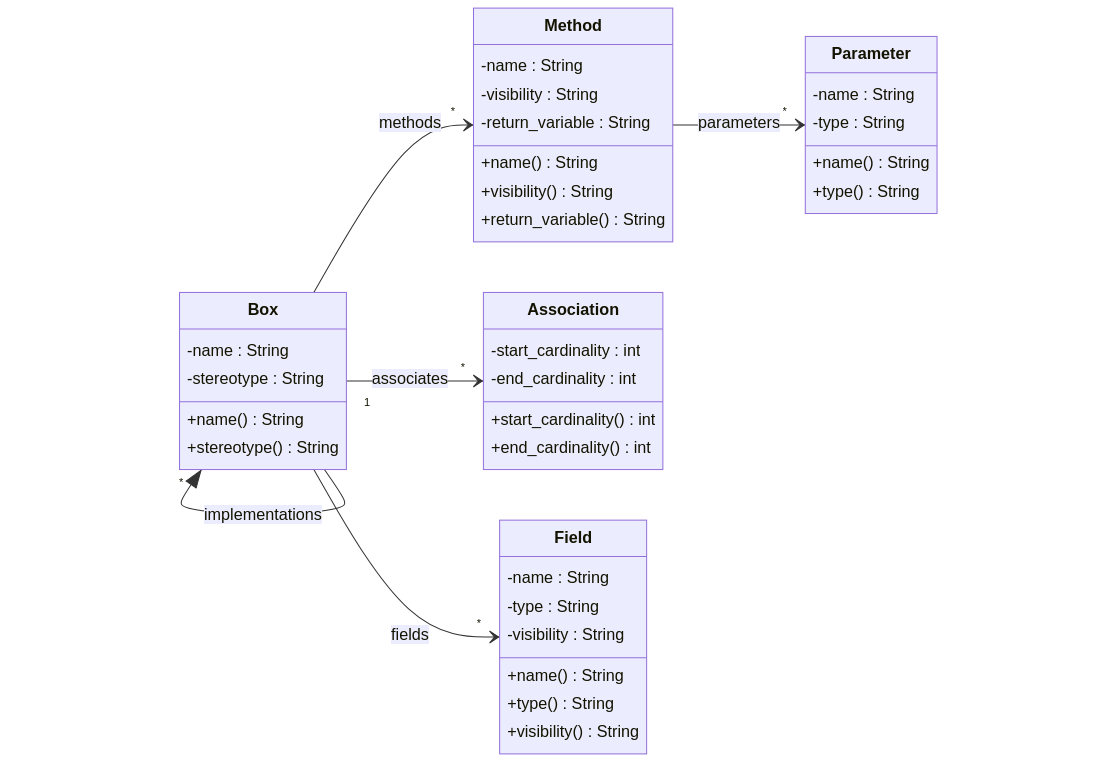 Method
-name : String
-visibility : String
-return_variable : String
+name() : String
+visibility() : String
+return_variable() : String
Parameter
-name : String
-type : String
+name() : String
+type() : String
methods
*
parameters
*
Box
-name : String
-stereotype : String
+name() : String
+stereotype() : String
associates
*
1
Association
-start_cardinality : int
-end_cardinality : int
+start_cardinality() : int
+end_cardinality() : int
*
implementations
fields
*
Field
-name : String
-type : String
-visibility : String
+name() : String
+type() : String
+visibility() : String